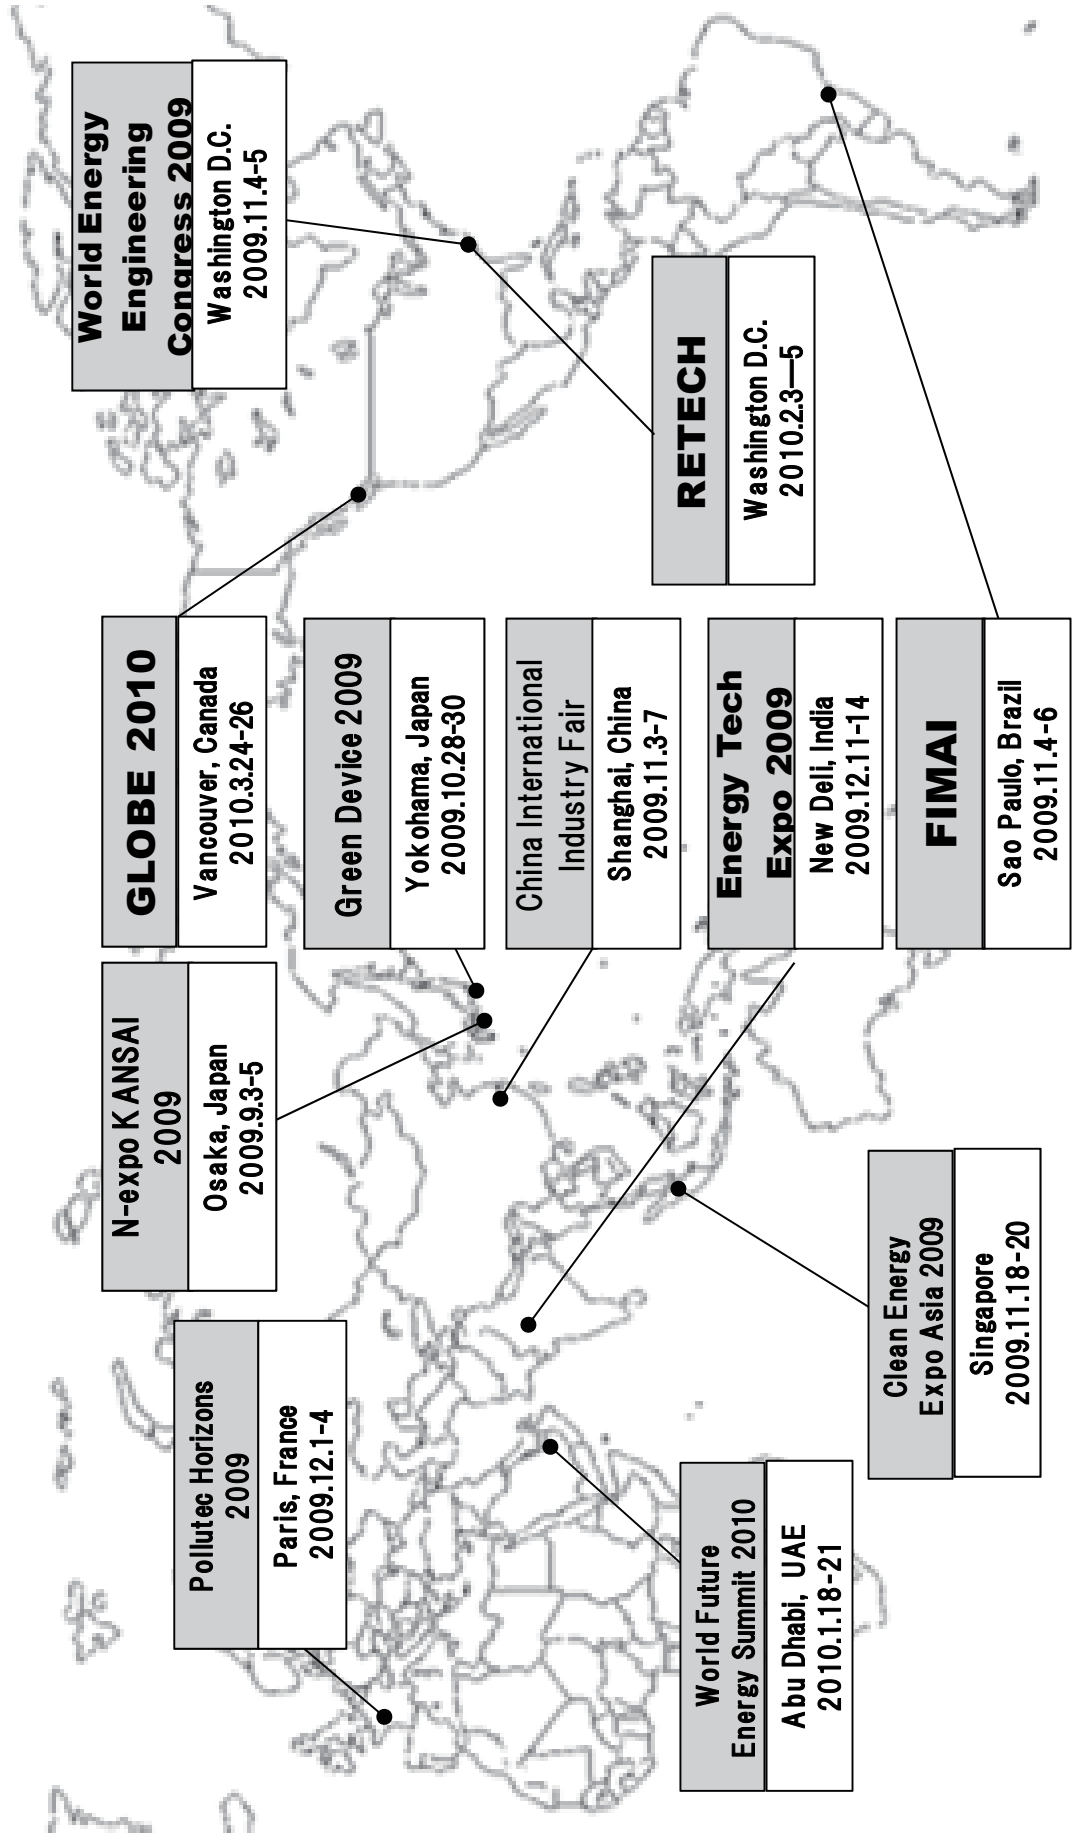 Pollutec Horizons
2009
Paris, France
2009.12.1-4
N-expo KANSAI
2009
Osaka, Japan
2009.9.3-5
GLOBE 2010
Vancouver, Canada
2010.3.24-26
World Energy
Engineering
Congress 2009
Washington D.C.
2009.11.4-5
Green Device 2009
Yokohama, Japan
2009.10.28-30
China International
Industry Fair
Shanghai, China
2009.11.3-7
RETECH
Washington D.C.
2010.2.3—5
World Future
Energy Summit 2010
Abu Dhabi, UAE
2010.1.18-21
Energy Tech
Expo 2009
New Deli, India
2009.12.11-14
Clean Energy
Expo Asia 2009
Singapore
2009.11.18-20
FIMAI
Sao Paulo, Brazil
2009.11.4-6